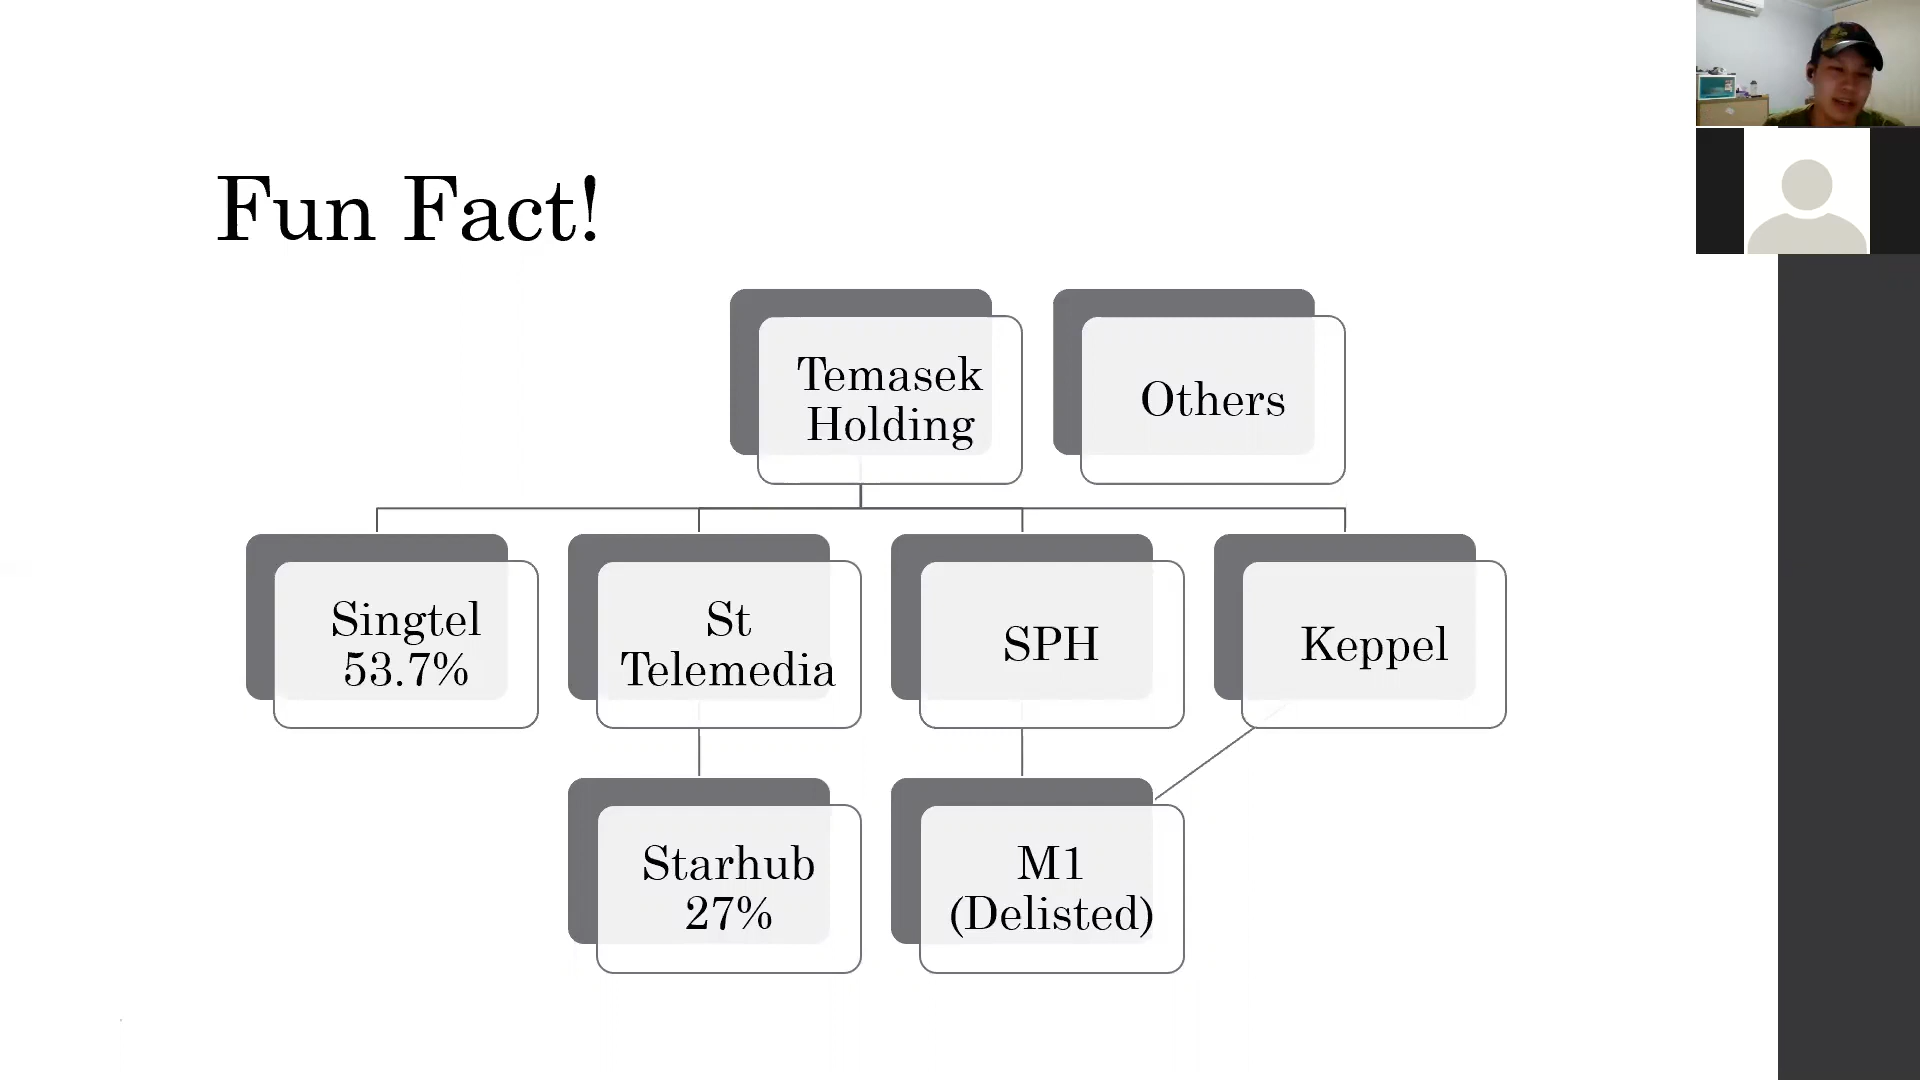 Fun Fact!
Temasek
Holding
Others
Singtel
53.7%
St
Telemedia
SPH
Keppel
Starhub
27%
M1
(Delisted)